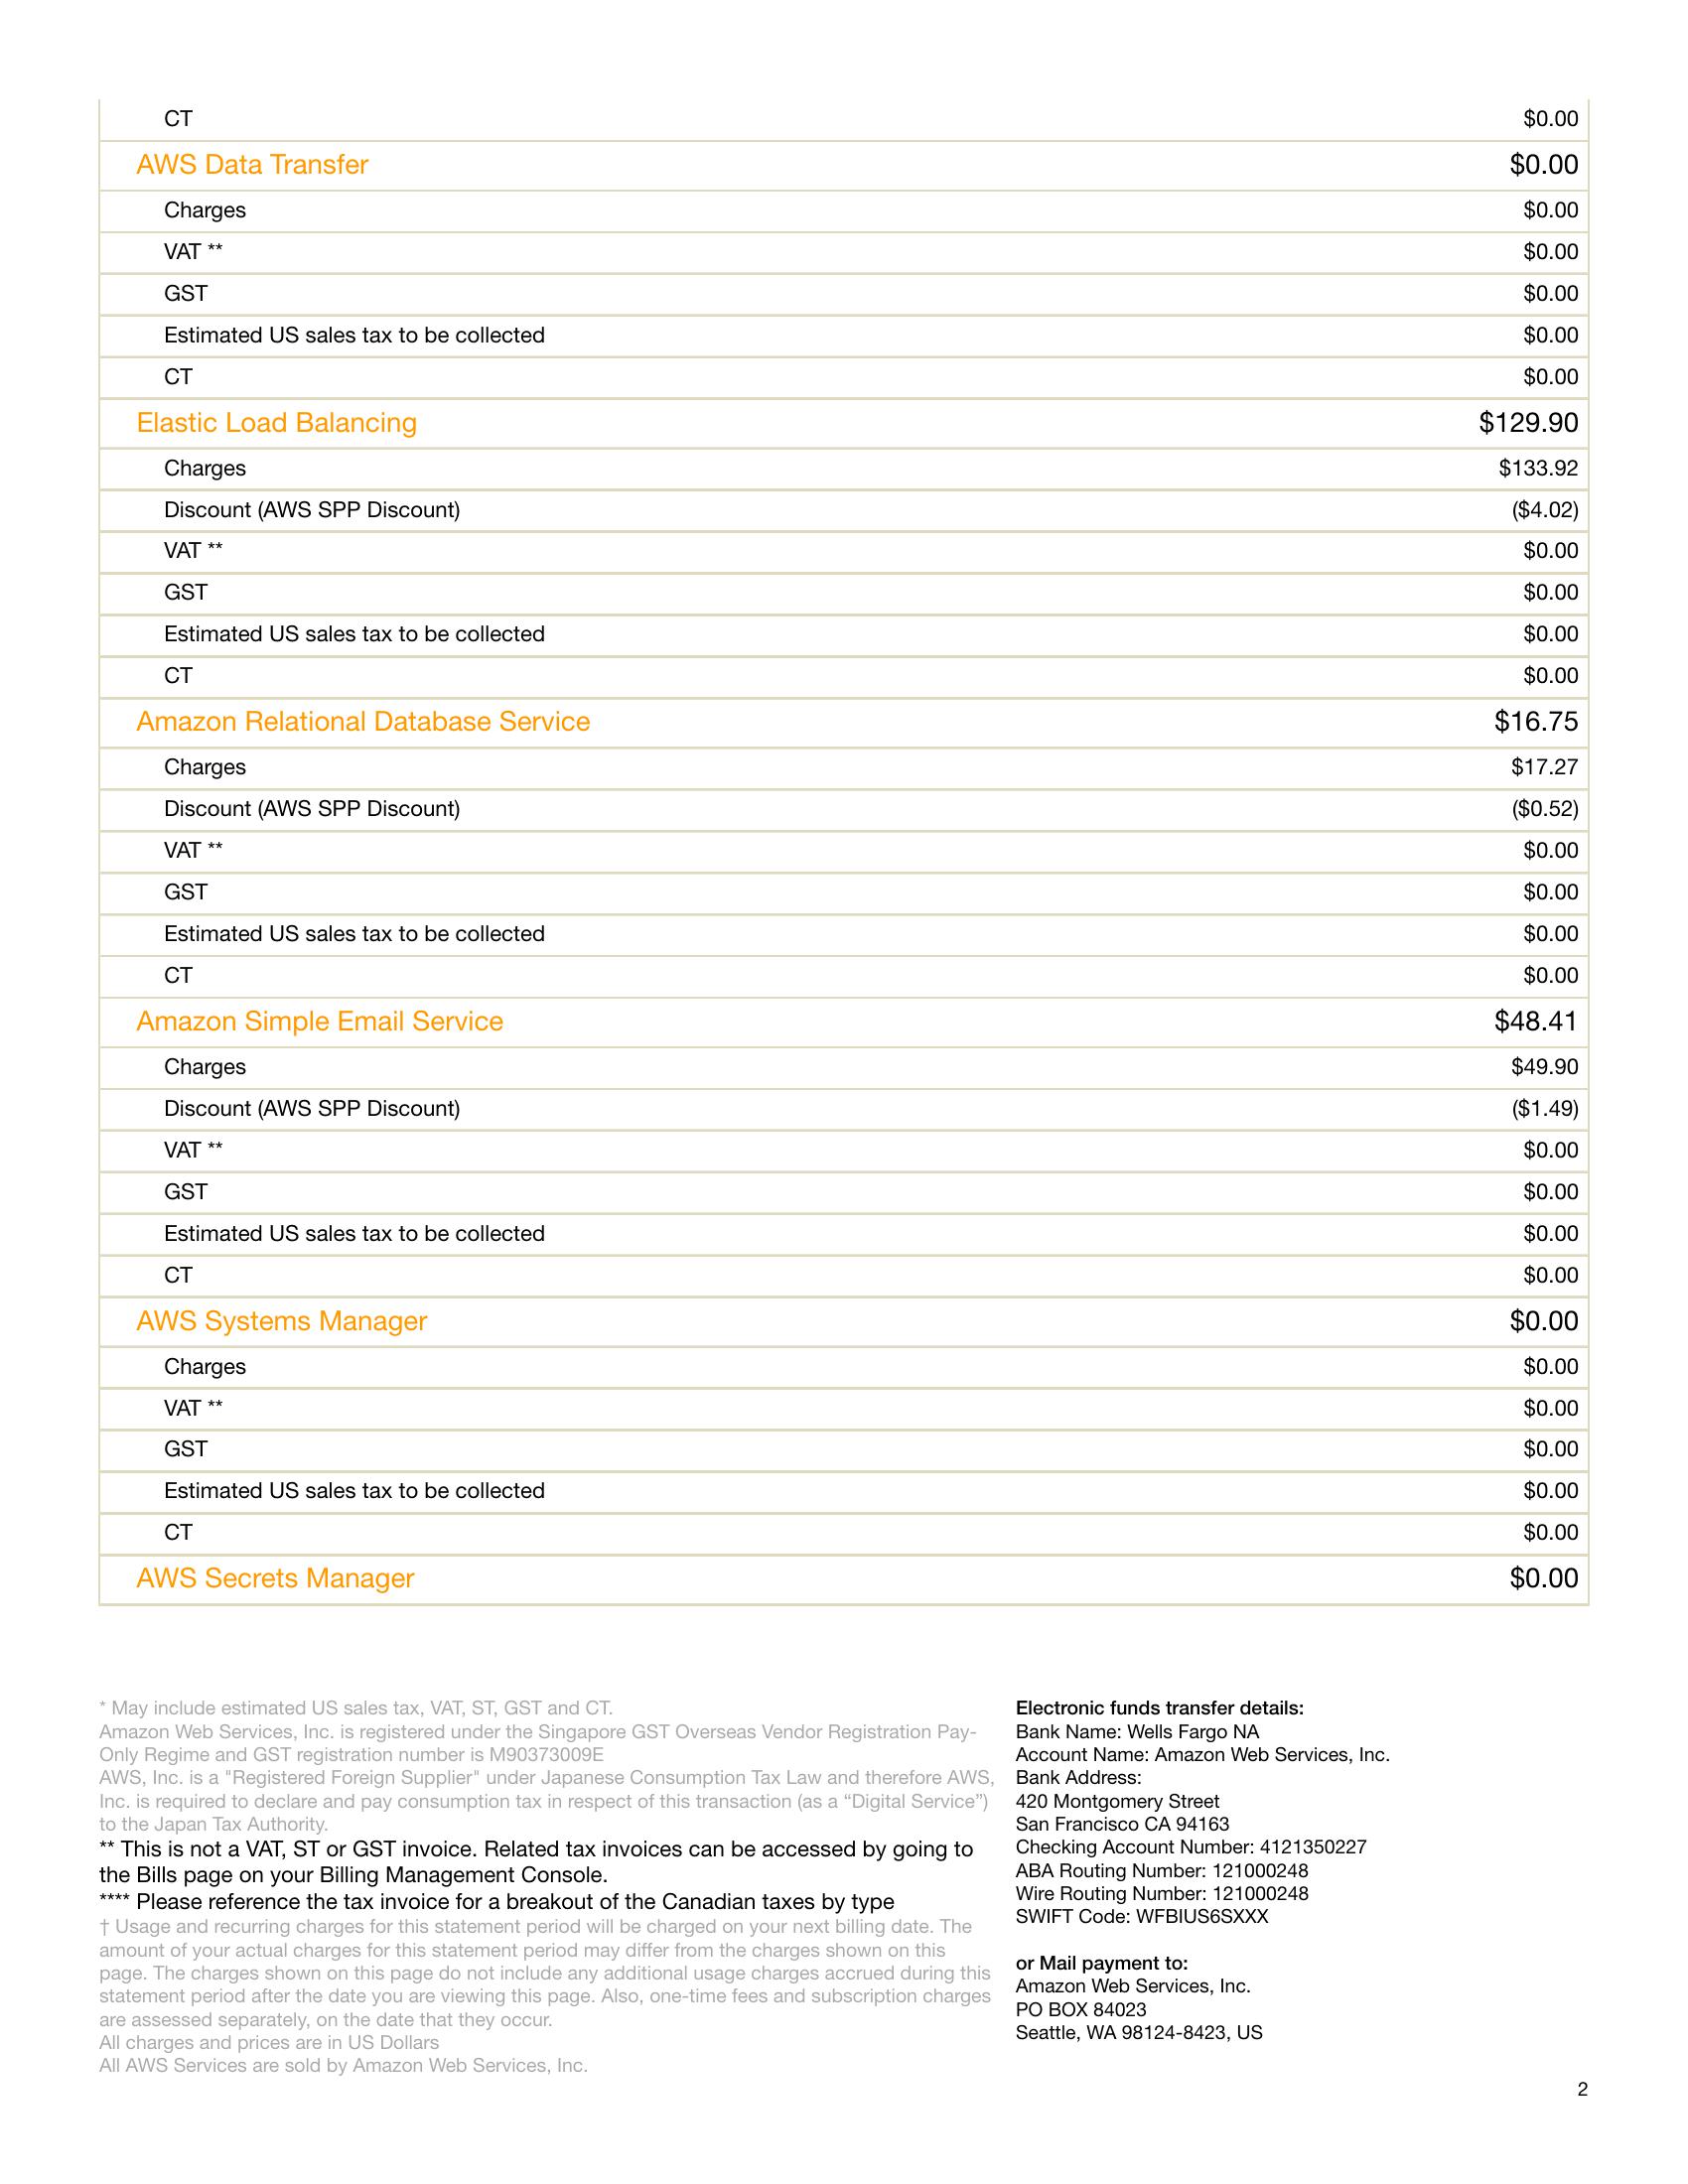 CT $0.00
AWS Data Transfer $0.00
Charges $0.00
VAT ** $0.00
GST $0.00
Estimated US sales tax to be collected $0.00
CT $0.00
Elastic Load Balancing $129.90
Charges $133.92
Discount (AWS SPP Discount) ($4.02)
VAT ** $0.00
GST $0.00
Estimated US sales tax to be collected $0.00
CT $0.00
Amazon Relational Database Service $16.75
Charges $17.27
Discount (AWS SPP Discount) ($0.52)
VAT ** $0.00
GST $0.00
Estimated US sales tax to be collected $0.00
CT $0.00
Amazon Simple Email Service $48.41
Charges $49.90
Discount (AWS SPP Discount) ($1.49)
VAT ** $0.00
GST $0.00
Estimated US sales tax to be collected $0.00
CT $0.00
AWS Systems Manager $0.00
Charges $0.00
VAT ** $0.00
GST $0.00
Estimated US sales tax to be collected $0.00
CT $0.00
AWS Secrets Manager $0.00
* May include estimated US sales tax, VAT, ST, GST and CT.
Amazon Web Services, Inc. is registered under the Singapore GST Overseas Vendor Registration Pay-
Only Regime and GST registration number is M90373009E
AWS, Inc. is a "Registered Foreign Supplier" under Japanese Consumption Tax Law and therefore AWS,
Inc. is required to declare and pay consumption tax in respect of this transaction (as a “Digital Service”)
to the Japan Tax Authority.
** This is not a VAT, ST or GST invoice. Related tax invoices can be accessed by going to
the Bills page on your Billing Management Console.
**** Please reference the tax invoice for a breakout of the Canadian taxes by type
† Usage and recurring charges for this statement period will be charged on your next billing date. The
amount of your actual charges for this statement period may differ from the charges shown on this
page. The charges shown on this page do not include any additional usage charges accrued during this
statement period after the date you are viewing this page. Also, one-time fees and subscription charges
are assessed separately, on the date that they occur.
All charges and prices are in US Dollars
All AWS Services are sold by Amazon Web Services, Inc.
Electronic funds transfer details:
Bank Name: Wells Fargo NA
Account Name: Amazon Web Services, Inc.
Bank Address:
420 Montgomery Street
San Francisco CA 94163
Checking Account Number: 4121350227
ABA Routing Number: 121000248
Wire Routing Number: 121000248
SWIFT Code: WFBIUS6SXXX
or Mail payment to:
Amazon Web Services, Inc.
PO BOX 84023
Seattle, WA 98124-8423, US
2